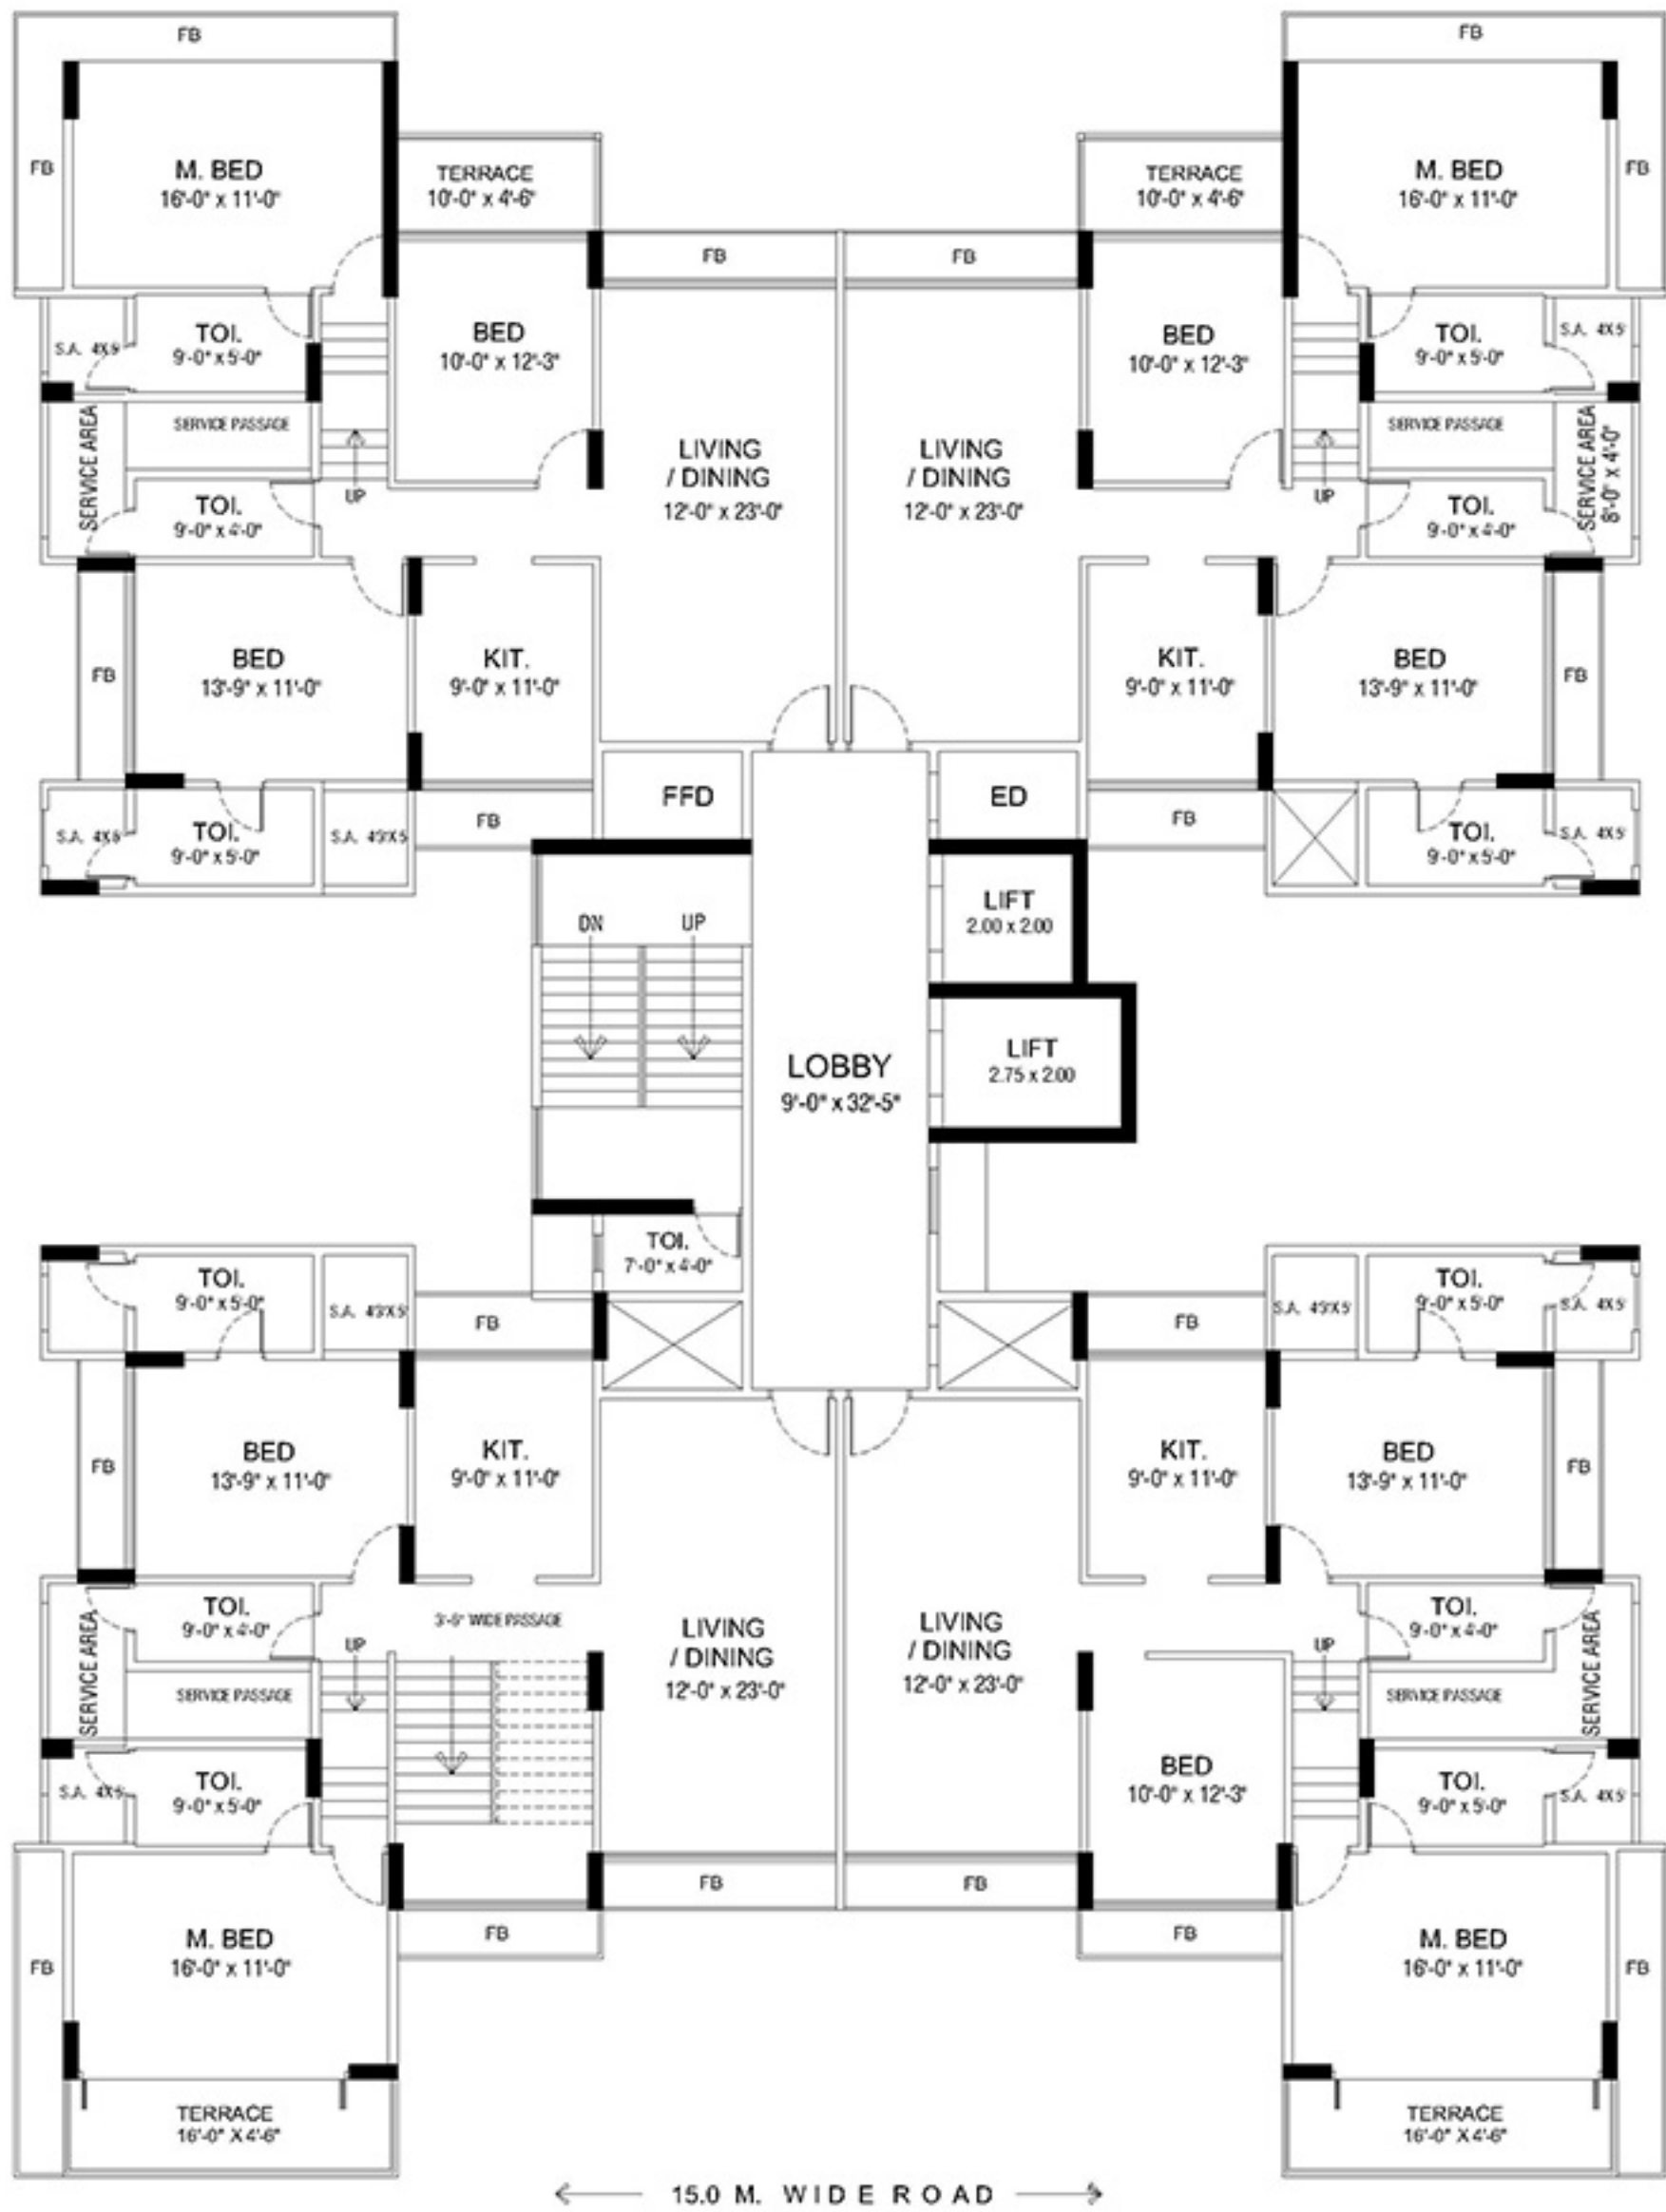 FB
FB
FB
M. BED
16'-0" x 11'-0"
TERRACE
10'-0" x 4'-6"
TERRACE
10'-0" x 4'-6"
M. BED
16'-0" x 11'-0"
FB
FB
FB
S.A. 4X5'
TOI.
9'-0" x 5'-0"
BED
10'-0" x 12'-3"
BED
10'-0" x 12'-3"
TOI.
9'-0" x 5'-0"
S.A. 4X5'
SERVICE AREA
SERVICE PASSAGE
LIVING
/ DINING
12'-0" x 23'-0"
LIVING
/ DINING
12'-0" x 23'-0"
SERVICE PASSAGE
SERVICE AREA
8'-0" x 4'-0"
UP
UP
TOI.
9'-0" x 4'-0"
TOI.
9'-0" x 4'-0"
FB
BED
13'-9" x 11'-0"
KIT.
9'-0" x 11'-0"
KIT.
9'-0" x 11'-0"
BED
13'-9" x 11'-0"
FB
FFD
ED
S.A. 4X5'
TOI.
9'-0" x 5'-0"
S.A. 4'3"X5'
FB
FB
TOI.
9'-0" x 5'-0"
S.A. 4X5'
DN
UP
LIFT
2.00 x 2.00
LOBBY
9'-0" x 32'-5"
LIFT
2.75 x 2.00
TOI.
7'-0" x 4'-0"
TOI.
9'-0" x 5'-0"
S.A. 4'3"X5'
FB
FB
S.A. 4'3"X5'
TOI.
9'-0" x 5'-0"
S.A. 4X5'
FB
BED
13'-9" x 11'-0"
KIT.
9'-0" x 11'-0"
KIT.
9'-0" x 11'-0"
BED
13'-9" x 11'-0"
FB
SERVICE AREA
TOI.
9'-0" x 4'-0"
UP
WIDE PASSAGE
LIVING
/ DINING
12'-0" x 23'-0"
LIVING
/ DINING
12'-0" x 23'-0"
UP
TOI.
9'-0" x 4'-0"
SERVICE AREA
SERVICE PASSAGE
SERVICE PASSAGE
S.A. 4X5'
TOI.
9'-0" x 5'-0"
BED
10'-0" x 12'-3"
TOI.
9'-0" x 5'-0"
S.A. 4X5'
FB
FB
FB
M. BED
16'-0" x 11'-0"
FB
FB
M. BED
16'-0" x 11'-0"
FB
TERRACE
16'-0" X 4'-6"
TERRACE
16'-0" X 4'-6"
15.0 M. WIDE ROAD